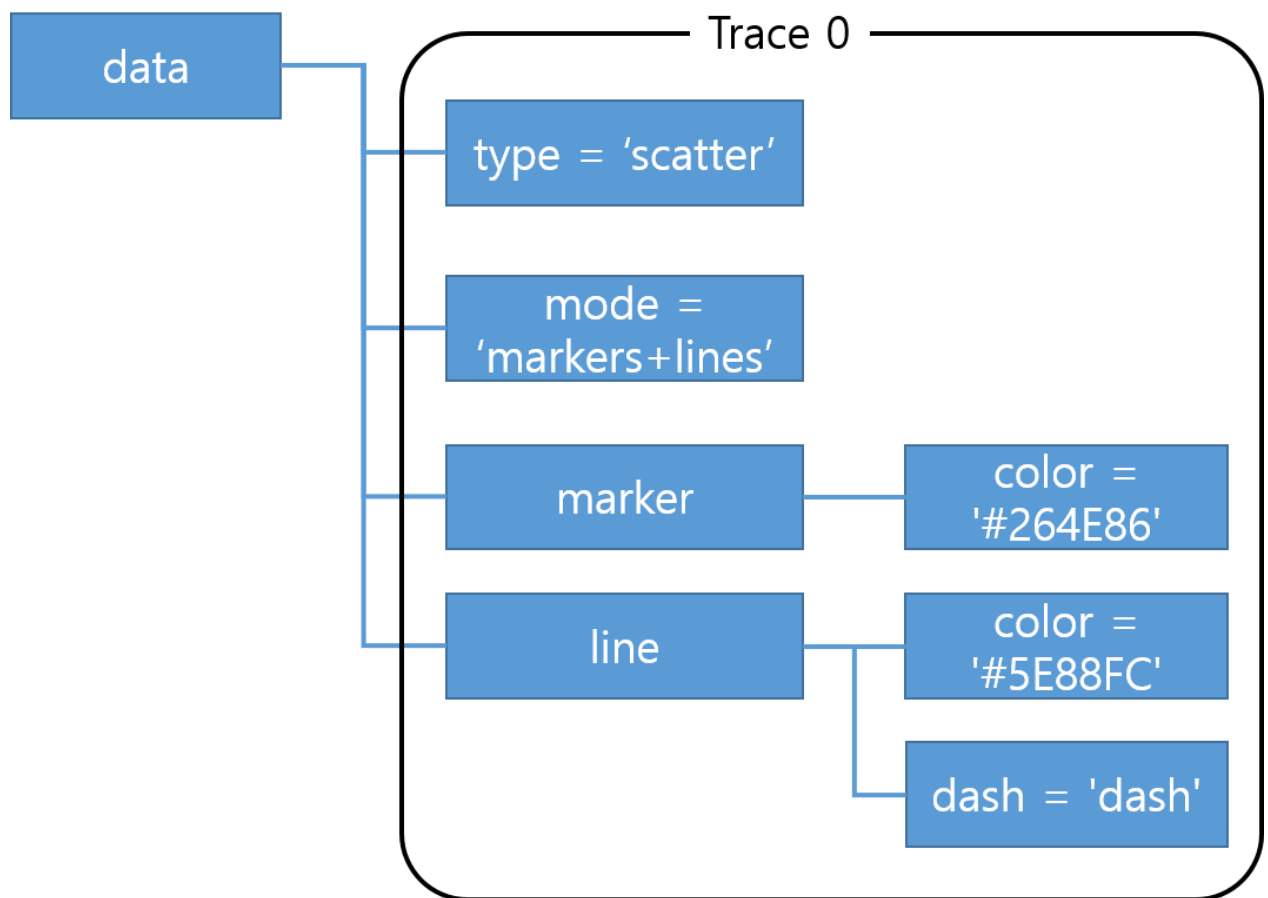 Trace 0
data
type = ‘scatter’
mode =
‘markers+lines’
marker
color =
'#264E86'
line
color =
'#5E88FC'
dash = 'dash'